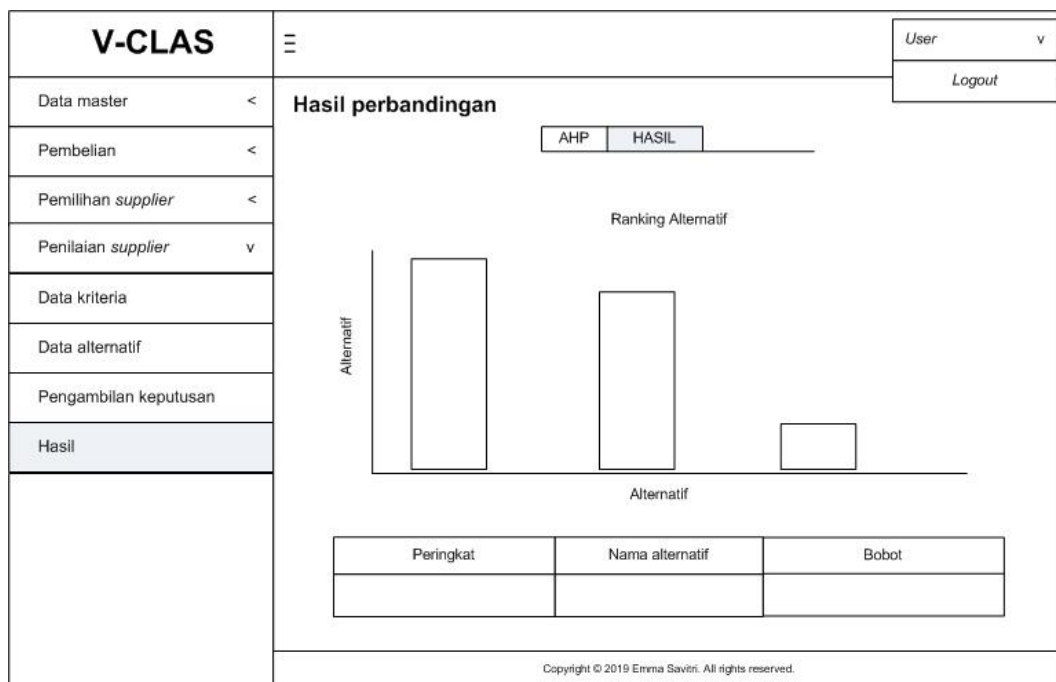 V-CLAS
User v
Logout
Data master <
Pembelian <
Pemilihan supplier <
Penilaian supplier v
Data kriteria
Data alternatif
Pengambilan keputusan
Hasil
Hasil perbandingan
AHP HASIL
Ranking Alternatif
Alternatif
Alternatif
Peringkat Nama alternatif Bobot
Copyright © 2019 Emma Savitri. All rights reserved.